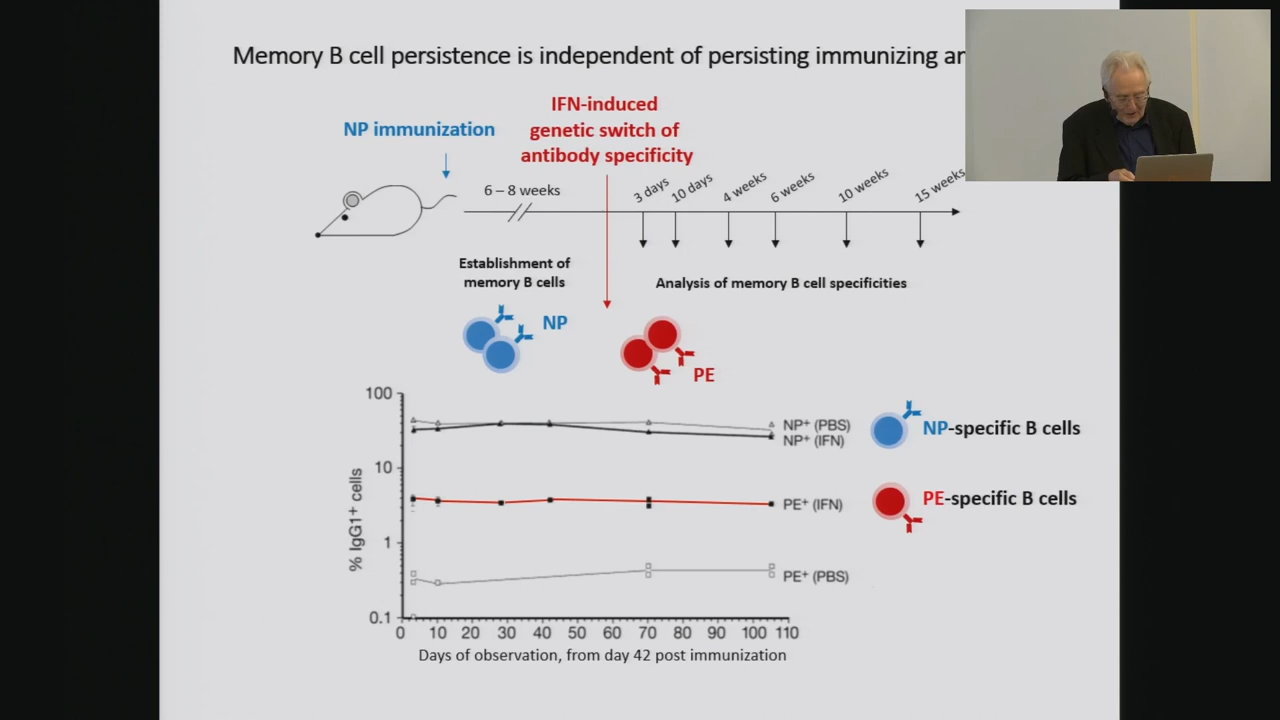 Memory B cell persistence is independent of persisting immunizing
IFN-induced
genetic switch of
antibody specificity
NP immunization
6 – 8 weeks
3 days
10 days
4 weeks
6 weeks
10 weeks
15 weeks
Establishment of
memory B cells
Analysis of memory B cell specificities
NP
PE
100
10
1
0.1
% IgG1⁺ cells
NP⁺ (PBS)
NP⁺ (IFN)
PE⁺ (IFN)
PE⁺ (PBS)
NP-specific B cells
PE-specific B cells
0 10 20 30 40 50 60 70 80 90 100 110
Days of observation, from day 42 post immunization